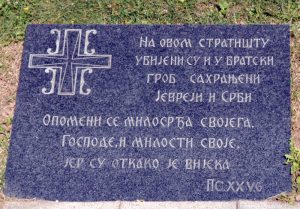 На овом стратишту
убијени су и у братски
гроб сахрањени
Јевреји и Срби
Опомени се милосрђа својега,
Господе, и милости своје,
јер су откако је вијека
Пс. XXV6